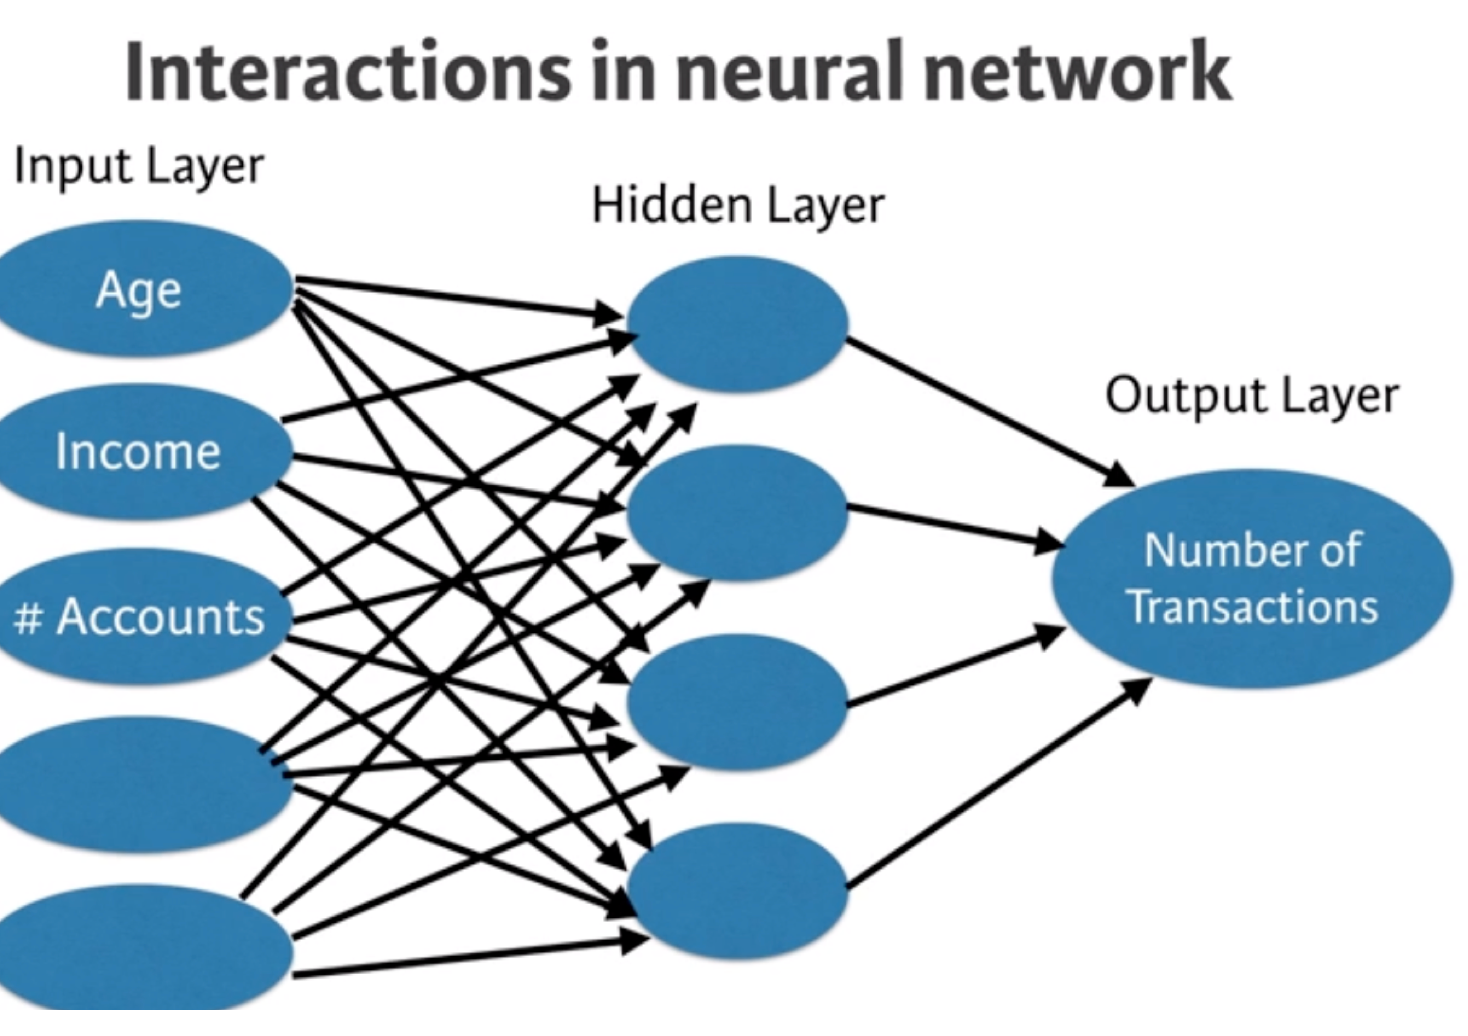 Interactions in neural network
Input Layer
Hidden Layer
Output Layer
Age
Income
# Accounts
Number of
Transactions